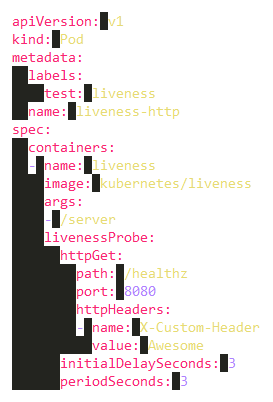 apiVersion: v1
kind: Pod
metadata:
  labels:
    test: liveness
  name: liveness-http
spec:
  containers:
  - name: liveness
    image: kubernetes/liveness
    args:
    - /server
    livenessProbe:
      httpGet:
        path: /healthz
        port: 8080
        httpHeaders:
        - name: X-Custom-Header
          value: Awesome
      initialDelaySeconds: 3
      periodSeconds: 3